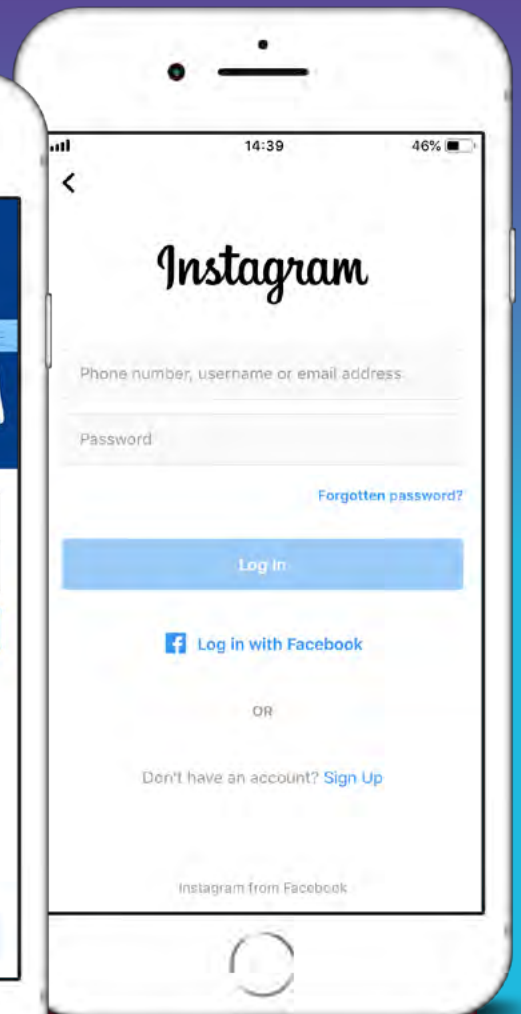 14:39
46%
Instagram
Phone number, username or email address
Password
Forgotten password?
Log In
Log in with Facebook
OR
Don't have an account? Sign Up
Instagram from Facebook